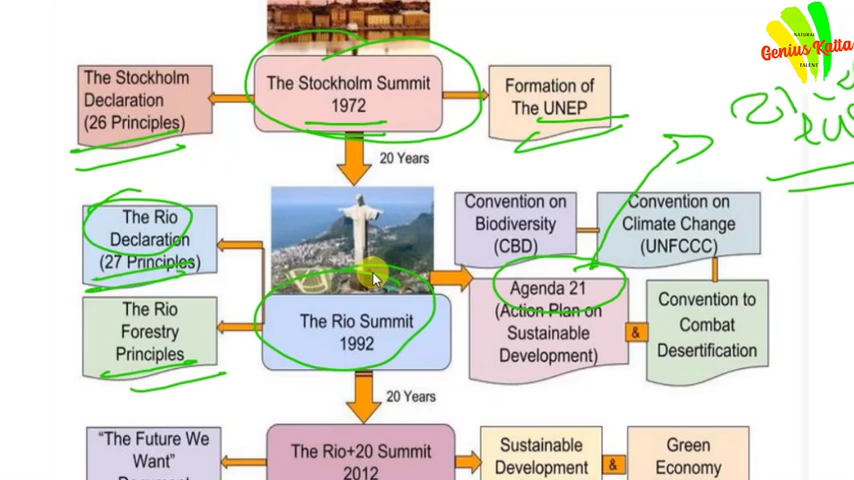 NATURAL
Genius Katta
TALENT
The Stockholm
Declaration
(26 Principles)
The Stockholm Summit
1972
Formation of
The UNEP
21
20 Years
The Rio
Declaration
(27 Principles)
Convention on
Biodiversity
(CBD)
Convention on
Climate Change
(UNFCCC)
The Rio
Forestry
Principles
The Rio Summit
1992
Agenda 21
(Action Plan on
Sustainable
Development)
&
Convention to
Combat
Desertification
20 Years
"The Future We
Want"
Document
The Rio+20 Summit
2012
Sustainable
Development
&
Green
Economy